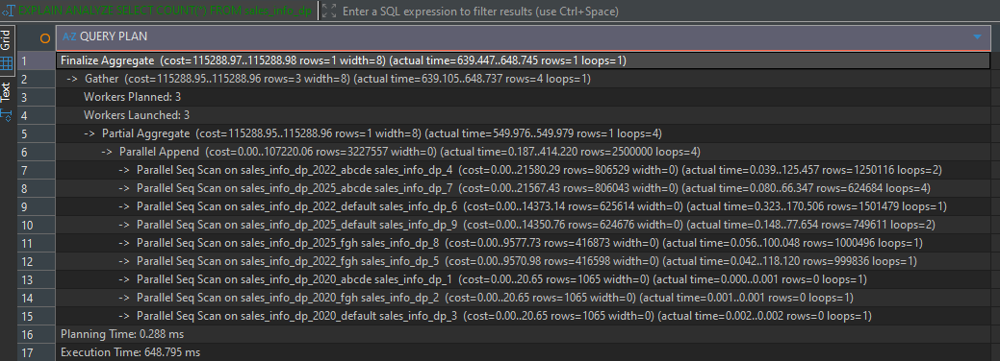 EXPLAIN ANALYZE SELECT COUNT(*) FROM sales_info_dp Enter a SQL expression to filter results (use Ctrl+Space)
Grid
Text
A-Z QUERY PLAN
1 Finalize Aggregate (cost=115288.97..115288.98 rows=1 width=8) (actual time=639.447..648.745 rows=1 loops=1)
2 -> Gather (cost=115288.95..115288.96 rows=3 width=8) (actual time=639.105..648.737 rows=4 loops=1)
3 Workers Planned: 3
4 Workers Launched: 3
5 -> Partial Aggregate (cost=115288.95..115288.96 rows=1 width=8) (actual time=549.976..549.979 rows=1 loops=4)
6 -> Parallel Append (cost=0.00..107220.06 rows=3227557 width=0) (actual time=0.187..414.220 rows=2500000 loops=4)
7 -> Parallel Seq Scan on sales_info_dp_2022_abcde sales_info_dp_4 (cost=0.00..21580.29 rows=806529 width=0) (actual time=0.039..125.457 rows=1250116 loops=2)
8 -> Parallel Seq Scan on sales_info_dp_2025_abcde sales_info_dp_7 (cost=0.00..21567.43 rows=806043 width=0) (actual time=0.080..66.347 rows=624684 loops=4)
9 -> Parallel Seq Scan on sales_info_dp_2022_default sales_info_dp_6 (cost=0.00..14373.14 rows=625614 width=0) (actual time=0.323..170.506 rows=1501479 loops=1)
10 -> Parallel Seq Scan on sales_info_dp_2025_default sales_info_dp_9 (cost=0.00..14350.76 rows=624676 width=0) (actual time=0.148..77.654 rows=749611 loops=2)
11 -> Parallel Seq Scan on sales_info_dp_2025_fgh sales_info_dp_8 (cost=0.00..9577.73 rows=416873 width=0) (actual time=0.056..100.048 rows=1000496 loops=1)
12 -> Parallel Seq Scan on sales_info_dp_2022_fgh sales_info_dp_5 (cost=0.00..9570.98 rows=416598 width=0) (actual time=0.042..118.120 rows=999836 loops=1)
13 -> Parallel Seq Scan on sales_info_dp_2020_abcde sales_info_dp_1 (cost=0.00..20.65 rows=1065 width=0) (actual time=0.000..0.001 rows=0 loops=1)
14 -> Parallel Seq Scan on sales_info_dp_2020_fgh sales_info_dp_2 (cost=0.00..20.65 rows=1065 width=0) (actual time=0.001..0.001 rows=0 loops=1)
15 -> Parallel Seq Scan on sales_info_dp_2020_default sales_info_dp_3 (cost=0.00..20.65 rows=1065 width=0) (actual time=0.002..0.002 rows=0 loops=1)
16 Planning Time: 0.288 ms
17 Execution Time: 648.795 ms